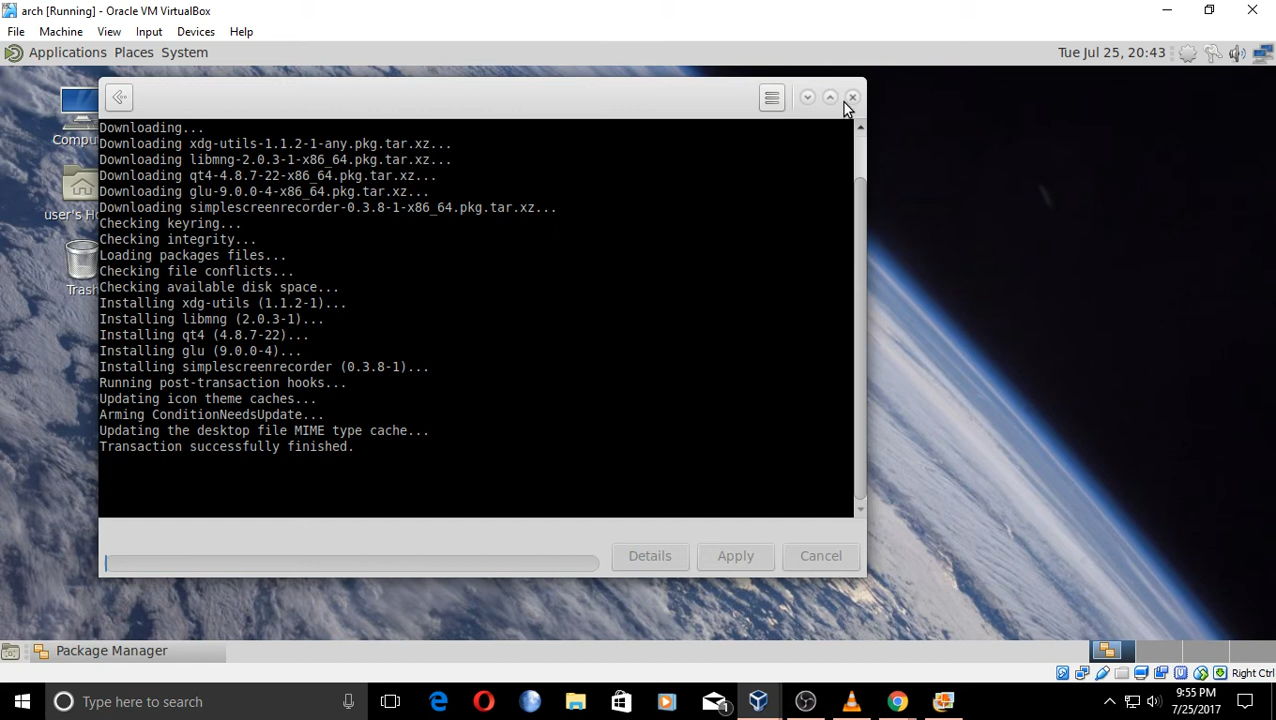 arch [Running] - Oracle VM VirtualBox
File Machine View Input Devices Help
Applications Places System Tue Jul 25, 20:43
Downloading...
Downloading xdg-utils-1.1.2-1-any.pkg.tar.xz...
Downloading libmng-2.0.3-1-x86_64.pkg.tar.xz...
Downloading qt4-4.8.7-22-x86_64.pkg.tar.xz...
Downloading glu-9.0.0-4-x86_64.pkg.tar.xz...
Downloading simplescreenrecorder-0.3.8-1-x86_64.pkg.tar.xz...
Checking keyring...
Checking integrity...
Loading packages files...
Checking file conflicts...
Checking available disk space...
Installing xdg-utils (1.1.2-1)...
Installing libmng (2.0.3-1)...
Installing qt4 (4.8.7-22)...
Installing glu (9.0.0-4)...
Installing simplescreenrecorder (0.3.8-1)...
Running post-transaction hooks...
Updating icon theme caches...
Arming ConditionNeedsUpdate...
Updating the desktop file MIME type cache...
Transaction successfully finished.
Compu
user's Ho
Trash
Details Apply Cancel
Package Manager
Right Ctrl
Type here to search
1
9:55 PM
7/25/2017